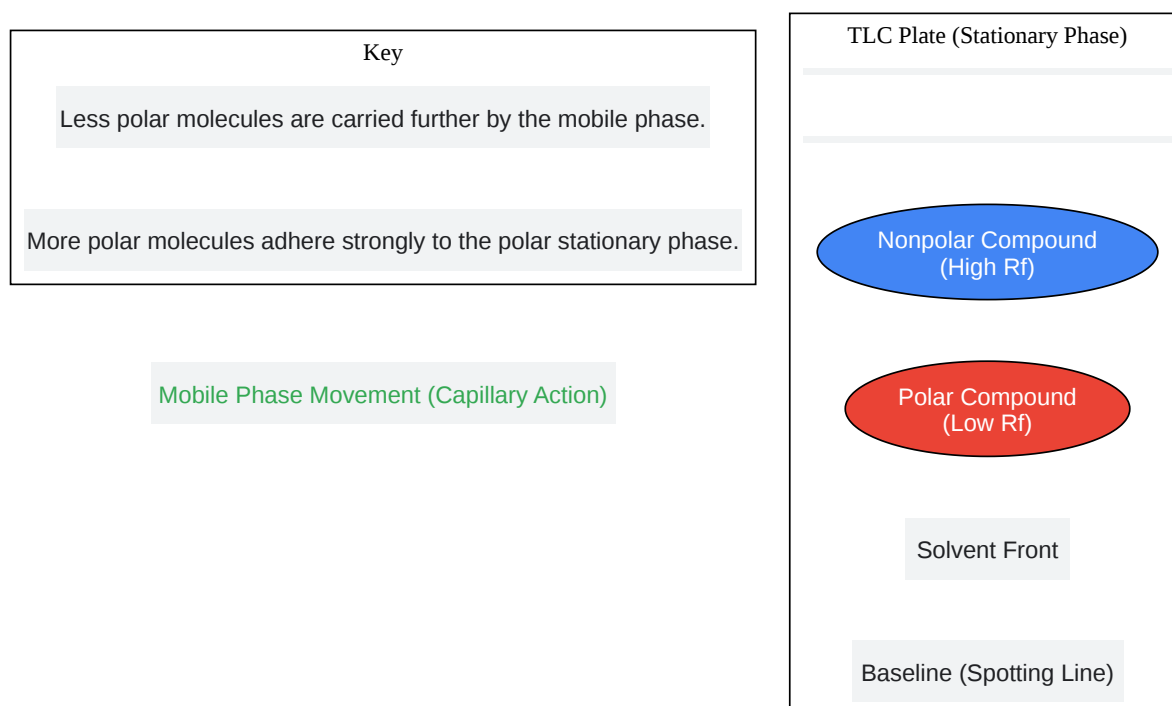 Key
Less polar molecules are carried further by the mobile phase.
More polar molecules adhere strongly to the polar stationary phase.
Mobile Phase Movement (Capillary Action)
TLC Plate (Stationary Phase)
Nonpolar Compound
(High Rf)
Polar Compound
(Low Rf)
Solvent Front
Baseline (Spotting Line)